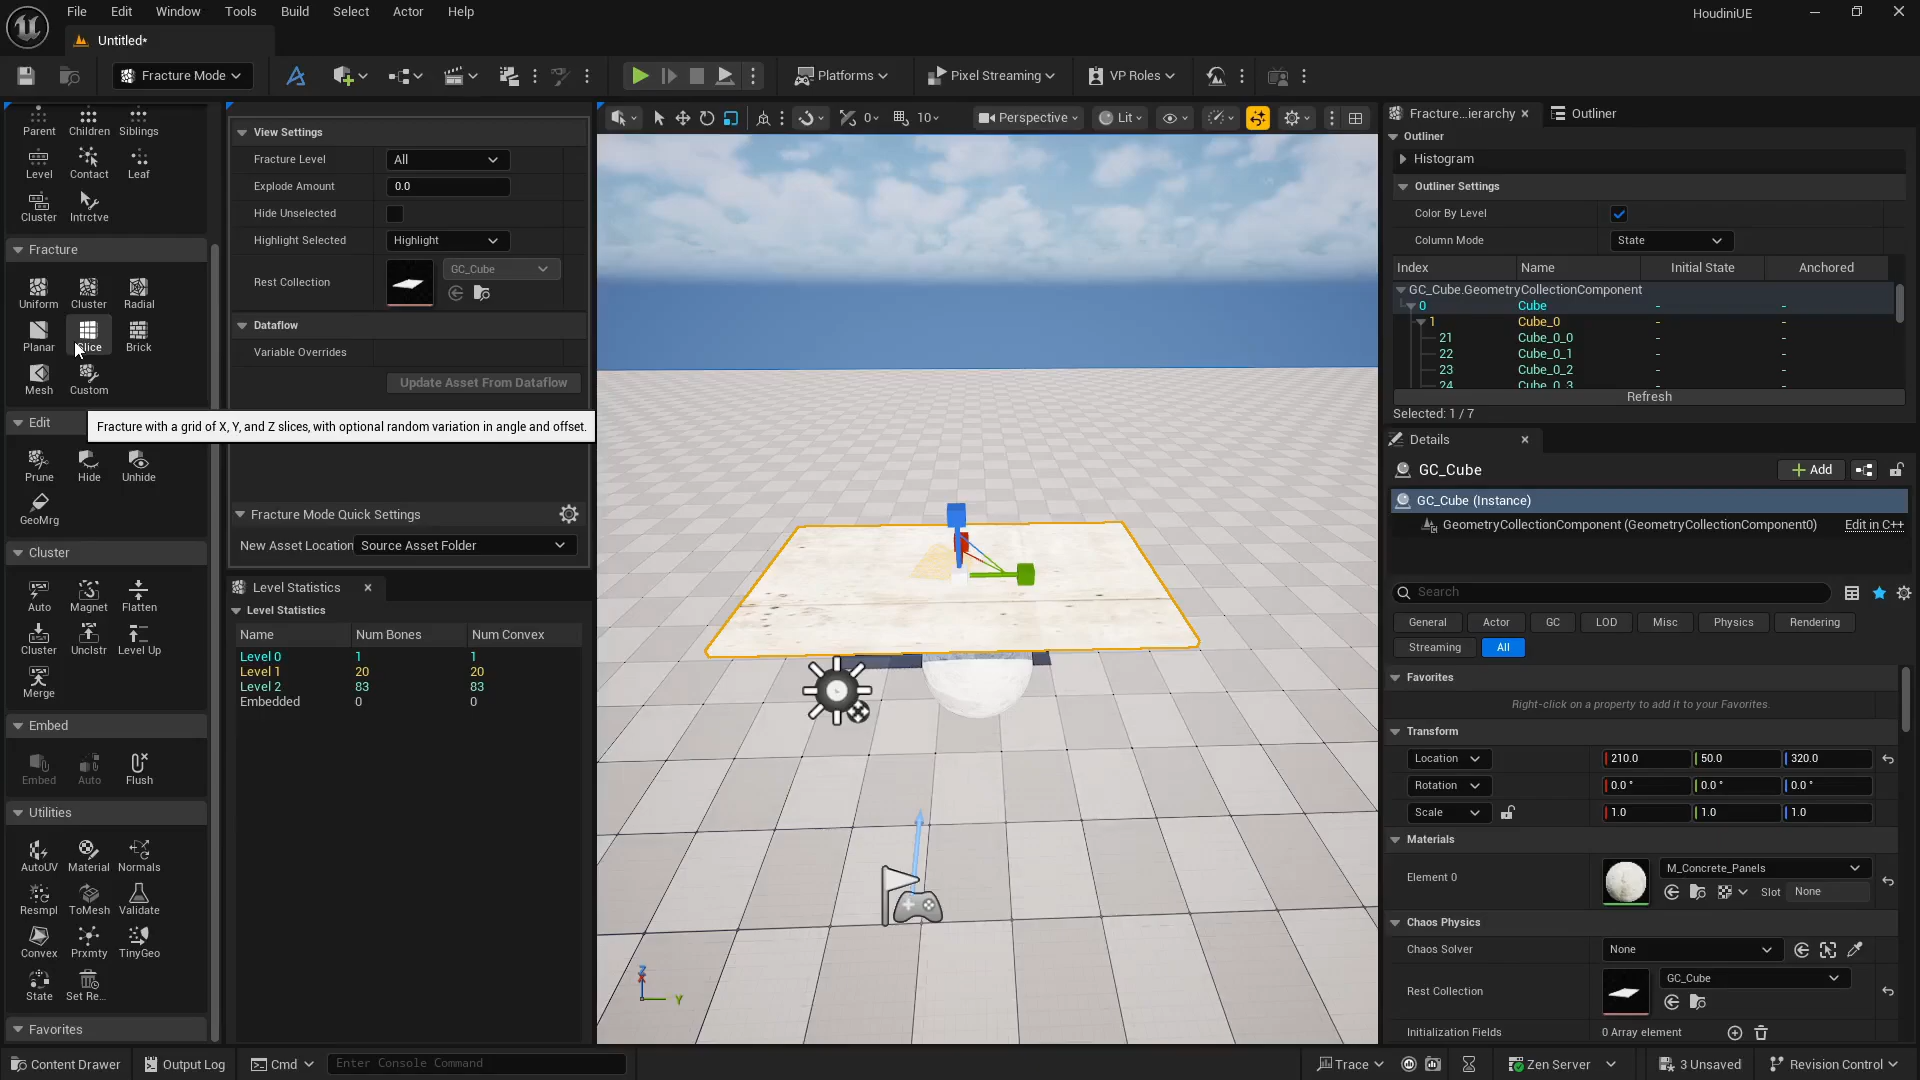 File Edit Window Tools Build Select Actor Help
HoudiniUE
Untitled*
Fracture Mode
Platforms
Pixel Streaming
VP Roles
Parent Children Siblings
Level Contact Leaf
Cluster Intrctve
Fracture
Uniform Cluster Radial
Planar Slice Brick
Mesh Custom
Edit
Fracture with a grid of X, Y, and Z slices, with optional random variation in angle and offset.
Prune Hide Unhide
GeoMrg
Cluster
Auto Magnet Flatten
Cluster Unclstr Level Up
Merge
Embed
Embed Auto Flush
Utilities
AutoUV Material Normals
Resmpl ToMesh Validate
Convex Prxmty TinyGeo
State Set Re...
Favorites
View Settings
Fracture Level All
Explode Amount 0.0
Hide Unselected
Highlight Selected Highlight
Rest Collection GC_Cube
Dataflow
Variable Overrides
Update Asset From Dataflow
Fracture Mode Quick Settings
New Asset Location Source Asset Folder
Level Statistics
Level Statistics
Name Num Bones Num Convex
Level 0 1 1
Level 1 20 20
Level 2 83 83
Embedded 0 0
0 10 Perspective Lit
Z
X
Y
Fracture...ierarchy Outliner
Outliner
Histogram
Outliner Settings
Color By Level
Column Mode State
Index Name Initial State Anchored
GC_Cube.GeometryCollectionComponent
0 Cube - -
1 Cube_0 - -
21 Cube_0_0 - -
22 Cube_0_1 - -
23 Cube_0_2 - -
24 Cube_0_3 - -
Refresh
Selected: 1 / 7
Details
GC_Cube
Add
GC_Cube (Instance)
GeometryCollectionComponent (GeometryCollectionComponent0) Edit in C++
Search
General Actor GC LOD Misc Physics Rendering
Streaming All
Favorites
Right-click on a property to add it to your Favorites.
Transform
Location 210.0 50.0 320.0
Rotation 0.0 ° 0.0 ° 0.0 °
Scale 1.0 1.0 1.0
Materials
Element 0 M_Concrete_Panels
Slot None
Chaos Physics
Chaos Solver None
Rest Collection GC_Cube
Initialization Fields 0 Array element
Content Drawer Output Log Cmd Enter Console Command
Trace Zen Server 3 Unsaved Revision Control